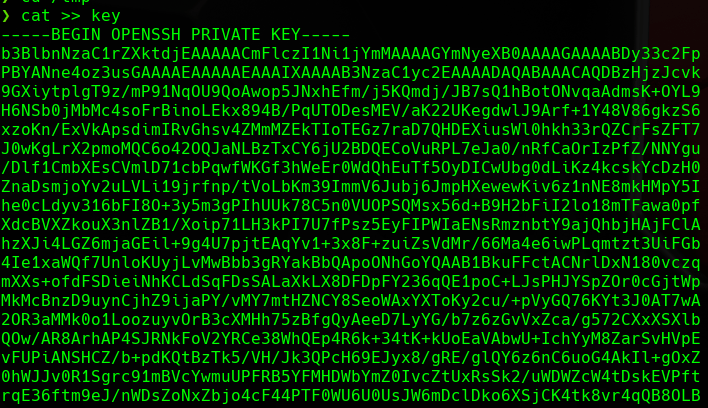 ❯ cat >> key
-----BEGIN OPENSSH PRIVATE KEY-----
b3BlbnNzaC1rZXktdjEAAAAACmFlczI1Ni1jYmMAAAAGYmNyeXB0AAAAGAAAABDy33c2Fp
PBYANne4oz3usGAAAAEAAAAAEAAAIXAAAAB3NzaC1yc2EAAAADAQABAAACAQDBzHjzJcvk
9GXiytplgT9z/mP91NqOU9QoAwop5JNxhEfm/j5KQmdj/JB7sQ1hBotONvqaAdmsK+OYL9
H6NSb0jMbMc4soFrBinoLEkx894B/PqUTODesMEV/aK22UKegdwlJ9Arf+1Y48V86gkzS6
xzoKn/ExVkApsdimIRvGhsv4ZMmMZEkTIoTEGz7raD7QHDEXiusWl0hkh33rQZCrFsZFT7
J0wKgLrX2pmoMQC6o42OQJaNLBzTxCY6jU2BDQECoVuRPL7eJa0/nRfCaOrIzPfZ/NNYgu
/Dlf1CmbXEsCVmlD71cbPqwfWKGf3hWeEr0WdQhEuTf5OyDICwUbg0dLiKz4kcskYcDzH0
ZnaDsmjoYv2uLVLi19jrfnp/tVoLbKm39ImmV6Jubj6JmpHXewewKiv6z1nNE8mkHMpY5I
he0cLdyv316bFI8O+3y5m3gPIhUUk78C5n0VUOPSQMsx56d+B9H2bFiI2lo18mTFawa0pf
XdcBVXZkouX3nlZB1/Xoip71LH3kPI7U7fPsz5EyFIPWIaENsRmznbtY9ajQhbjHAjFClA
hzXJi4LGZ6mjaGEil+9g4U7pjtEAqYv1+3x8F+zuiZsVdMr/66Ma4e6iwPLqmtzt3UiFGb
4Ie1xaWQf7UnloKUyjLvMwBbb3gRYakBbQApoONhGoYQAAB1BkuFFctACNrlDxN180vczq
mXXs+ofdFSDieiNhKCLdSqFDsSALaXkLX8DFDpFY236qQE1poC+LJsPHJYSpZOr0cGjtWp
MkMcBnzD9uynCjhZ9ijaPY/vMY7mtHZNCY8SeoWAxYXToKy2cu/+pVyGQ76KYt3J0AT7wA
2OR3aMMk0o1LoozuyvOrB3cXMHh75zBfgQyAeeD7LyYG/b7z6zGvVxZca/g572CXxXSXlb
QOw/AR8ArhAP4SJRNkFoV2YRCe38WhQEp4R6k+34tK+kUoEaVAbwU+IchYyM8ZarSvHVpE
vFUPiANSHCZ/b+pdKQtBzTk5/VH/Jk3QPcH69EJyx8/gRE/glQY6z6nC6uoG4AkIl+gOxZ
0hWJJv0R1Sgrc91mBVcYwmuUPFRB5YFMHDWbYmZ0IvcZtUxRsSk2/uWDWZcW4tDskEVPft
rqE36ftm9eJ/nWDsZoNxZbjo4cF44PTF0WU6U0UsJW6mDclDko6XSjCK4tk8vr4qQB8OLB